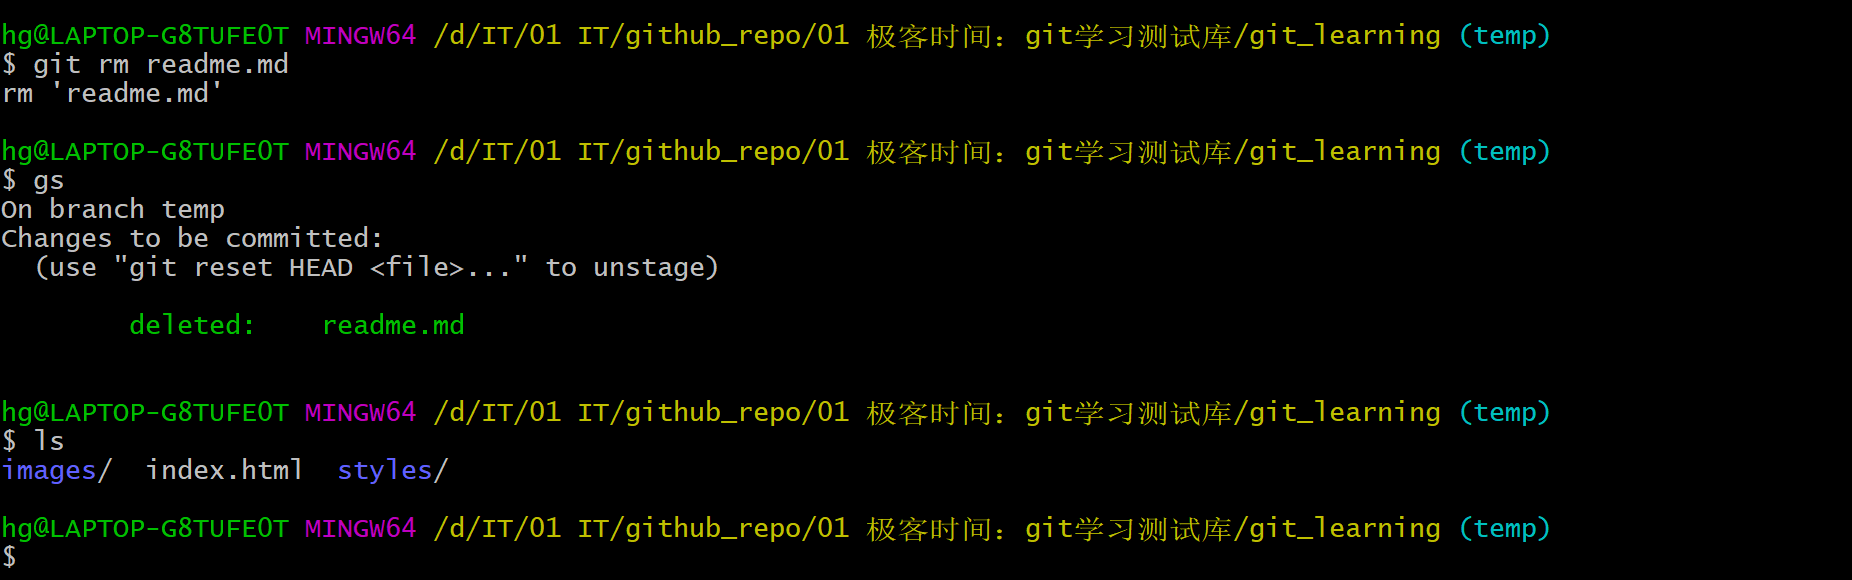 hg@LAPTOP-G8TUFE0T MINGW64 /d/IT/01 IT/github_repo/01 极客时间：git学习测试库/git_learning (temp)
$ git rm readme.md
rm 'readme.md'
hg@LAPTOP-G8TUFE0T MINGW64 /d/IT/01 IT/github_repo/01 极客时间：git学习测试库/git_learning (temp)
$ gs
On branch temp
Changes to be committed:
  (use "git reset HEAD <file>..." to unstage)
        deleted:    readme.md
hg@LAPTOP-G8TUFE0T MINGW64 /d/IT/01 IT/github_repo/01 极客时间：git学习测试库/git_learning (temp)
$ ls
images/  index.html  styles/
hg@LAPTOP-G8TUFE0T MINGW64 /d/IT/01 IT/github_repo/01 极客时间：git学习测试库/git_learning (temp)
$